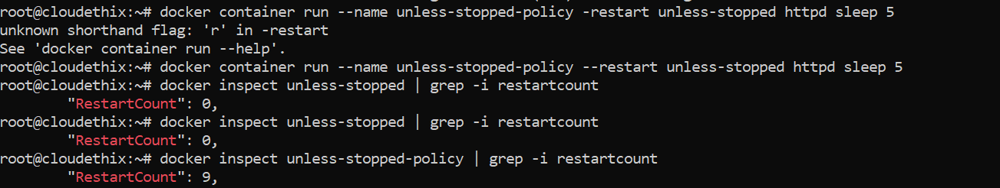 root@cloudethix:~# docker container run --name unless-stopped-policy -restart unless-stopped httpd sleep 5
unknown shorthand flag: 'r' in -restart
See 'docker container run --help'.
root@cloudethix:~# docker container run --name unless-stopped-policy --restart unless-stopped httpd sleep 5
root@cloudethix:~# docker inspect unless-stopped | grep -i restartcount
        "RestartCount": 0,
root@cloudethix:~# docker inspect unless-stopped | grep -i restartcount
        "RestartCount": 0,
root@cloudethix:~# docker inspect unless-stopped-policy | grep -i restartcount
        "RestartCount": 9,